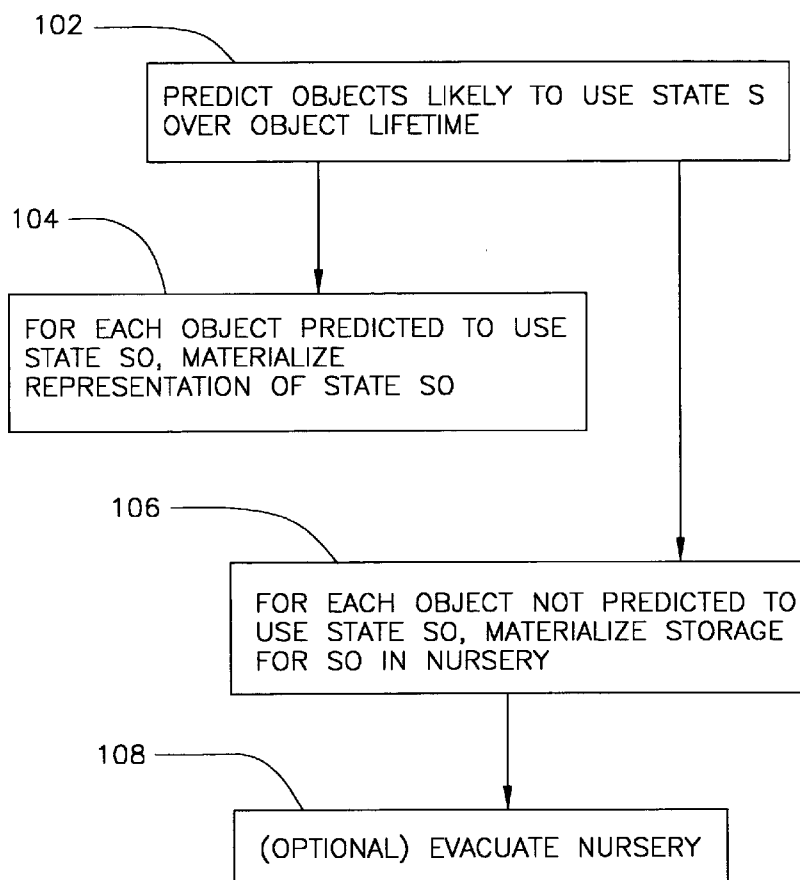 102
PREDICT OBJECTS LIKELY TO USE STATE S
OVER OBJECT LIFETIME
104
FOR EACH OBJECT PREDICTED TO USE
STATE SO, MATERIALIZE
REPRESENTATION OF STATE SO
106
FOR EACH OBJECT NOT PREDICTED TO
USE STATE SO, MATERIALIZE STORAGE
FOR SO IN NURSERY
108
(OPTIONAL) EVACUATE NURSERY